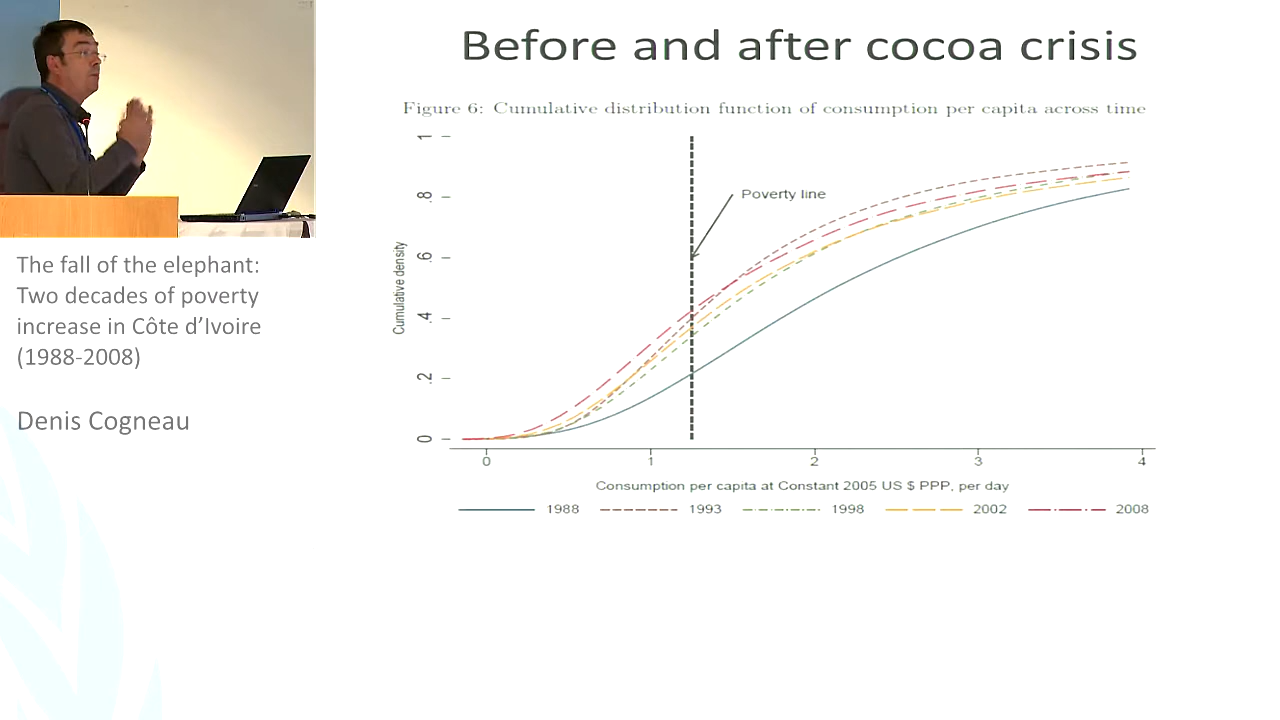 Before and after cocoa crisis
Figure 6: Cumulative distribution function of consumption per capita across time
Poverty line
Cumulative density
0
.2
.4
.6
.8
1
0 1 2 3 4
Consumption per capita at Constant 2005 US $ PPP, per day
1988 1993 1998 2002 2008
The fall of the elephant:
Two decades of poverty
increase in Côte d’Ivoire
(1988-2008)
Denis Cogneau